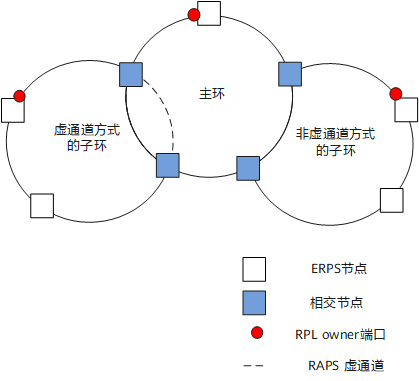 主环
虚通道方式
的子环
非虚通道方式
的子环
ERPS节点
相交节点
RPL owner端口
RAPS 虚通道